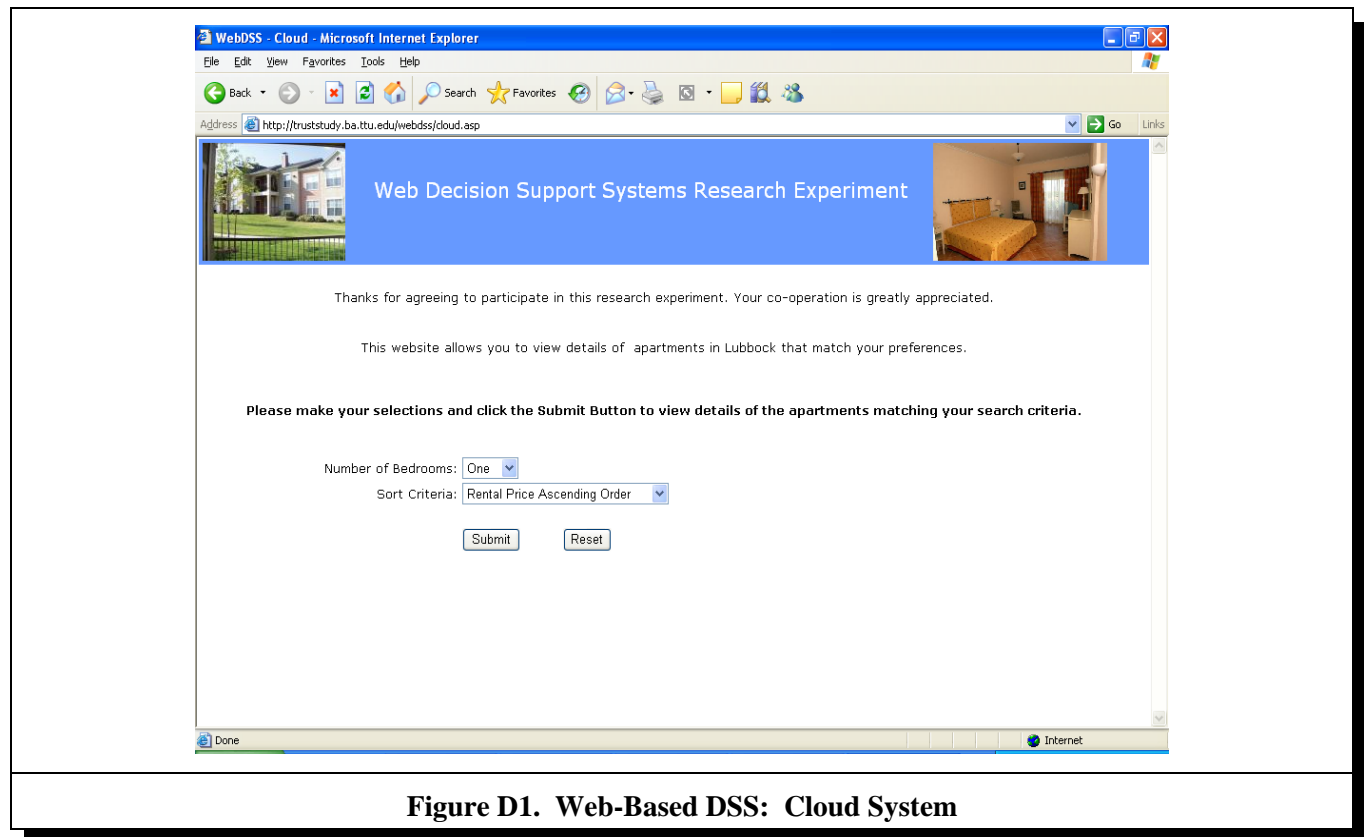 WebDSS - Cloud - Microsoft Internet Explorer
File Edit View Favorites Tools Help
Back Search Favorites
Address http://truststudy.ba.ttu.edu/webdss/cloud.asp Go Links
Web Decision Support Systems Research Experiment
Thanks for agreeing to participate in this research experiment. Your co-operation is greatly appreciated.
This website allows you to view details of apartments in Lubbock that match your preferences.
Please make your selections and click the Submit Button to view details of the apartments matching your search criteria.
Number of Bedrooms: One
Sort Criteria: Rental Price Ascending Order
Submit Reset
Done Internet
Figure D1. Web-Based DSS: Cloud System